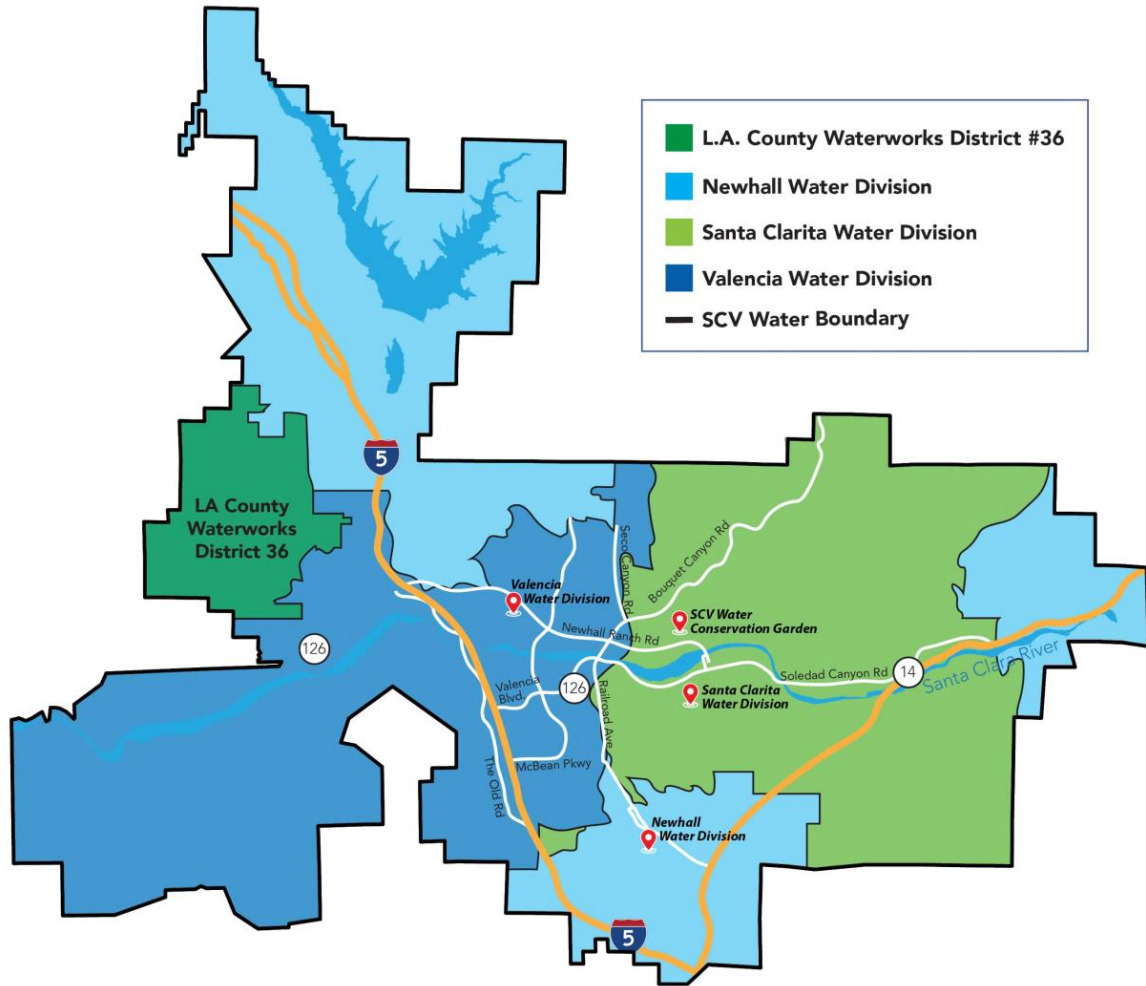 L.A. County Waterworks District #36
Newhall Water Division
Santa Clarita Water Division
Valencia Water Division
SCV Water Boundary
5
LA County
Waterworks
District 36
Seco Canyon Rd
Bouquet Canyon Rd
Valencia
Water Division
SCV Water
Conservation Garden
Newhall Ranch Rd
126
Soledad Canyon Rd
14
Santa Clara River
Valencia
Blvd.
126
Railroad Ave
Santa Clarita
Water Division
The Old Rd
McBean Pkwy
Newhall
Water Division
5